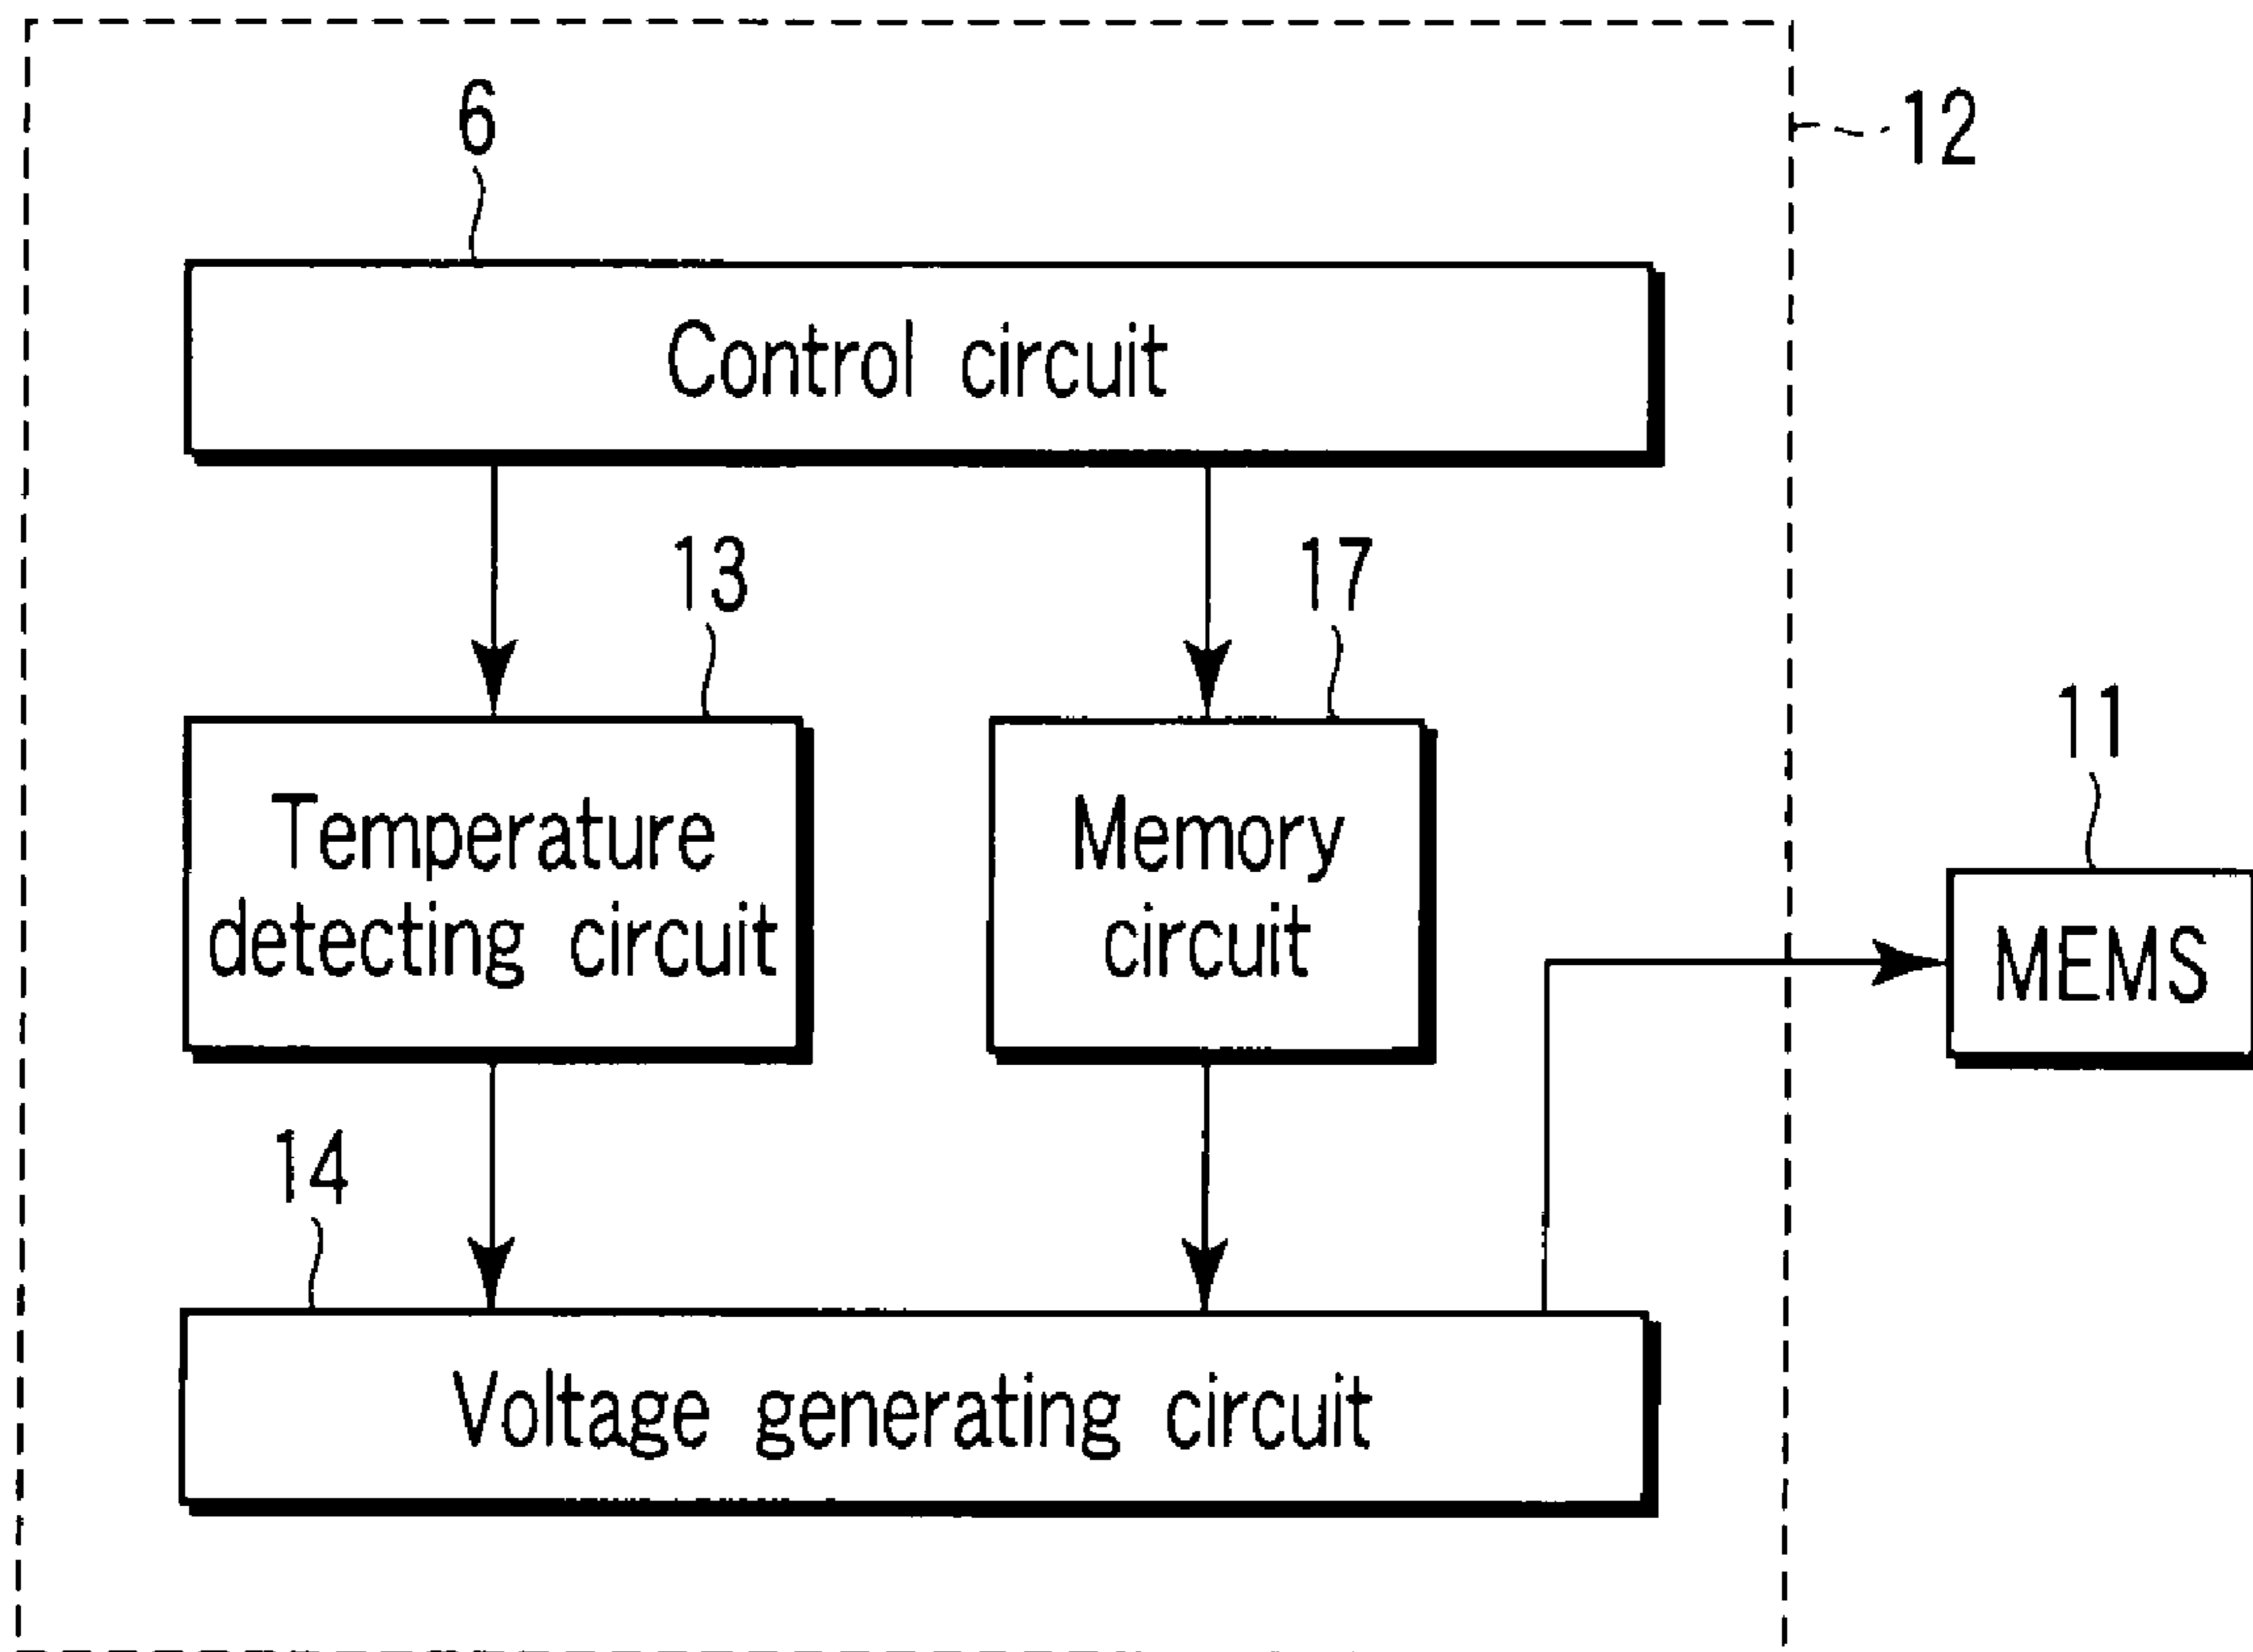 6
12
Control circuit
13
17
11
Temperature
detecting circuit
Memory
circuit
MEMS
14
Voltage generating circuit